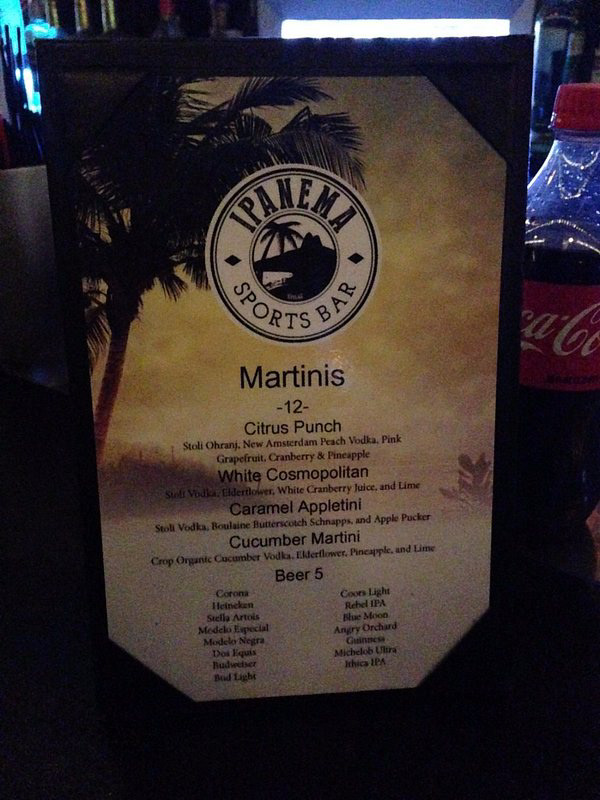 IPANEMA
SPORTS BAR
Martinis
-12-
Citrus Punch
Stoli Ohranj, New Amsterdam Peach Vodka, Pink
Grapefruit, Cranberry & Pineapple
White Cosmopolitan
Stoli Vodka, Elderflower, White Cranberry Juice, and Lime
Caramel Appletini
Stoli Vodka, Boulaine Butterscotch Schnapps, and Apple Pucker
Cucumber Martini
Crop Organic Cucumber Vodka, Elderflower, Pineapple, and Lime
Beer 5
Corona
Heineken
Stella Artois
Modelo Especial
Modelo Negra
Dos Equas
Budweiser
Bud Light
Coors Light
Rebel IPA
Blue Moon
Angry Orchard
Guinness
Michelob Ultra
Ithica IPA
ca-Co